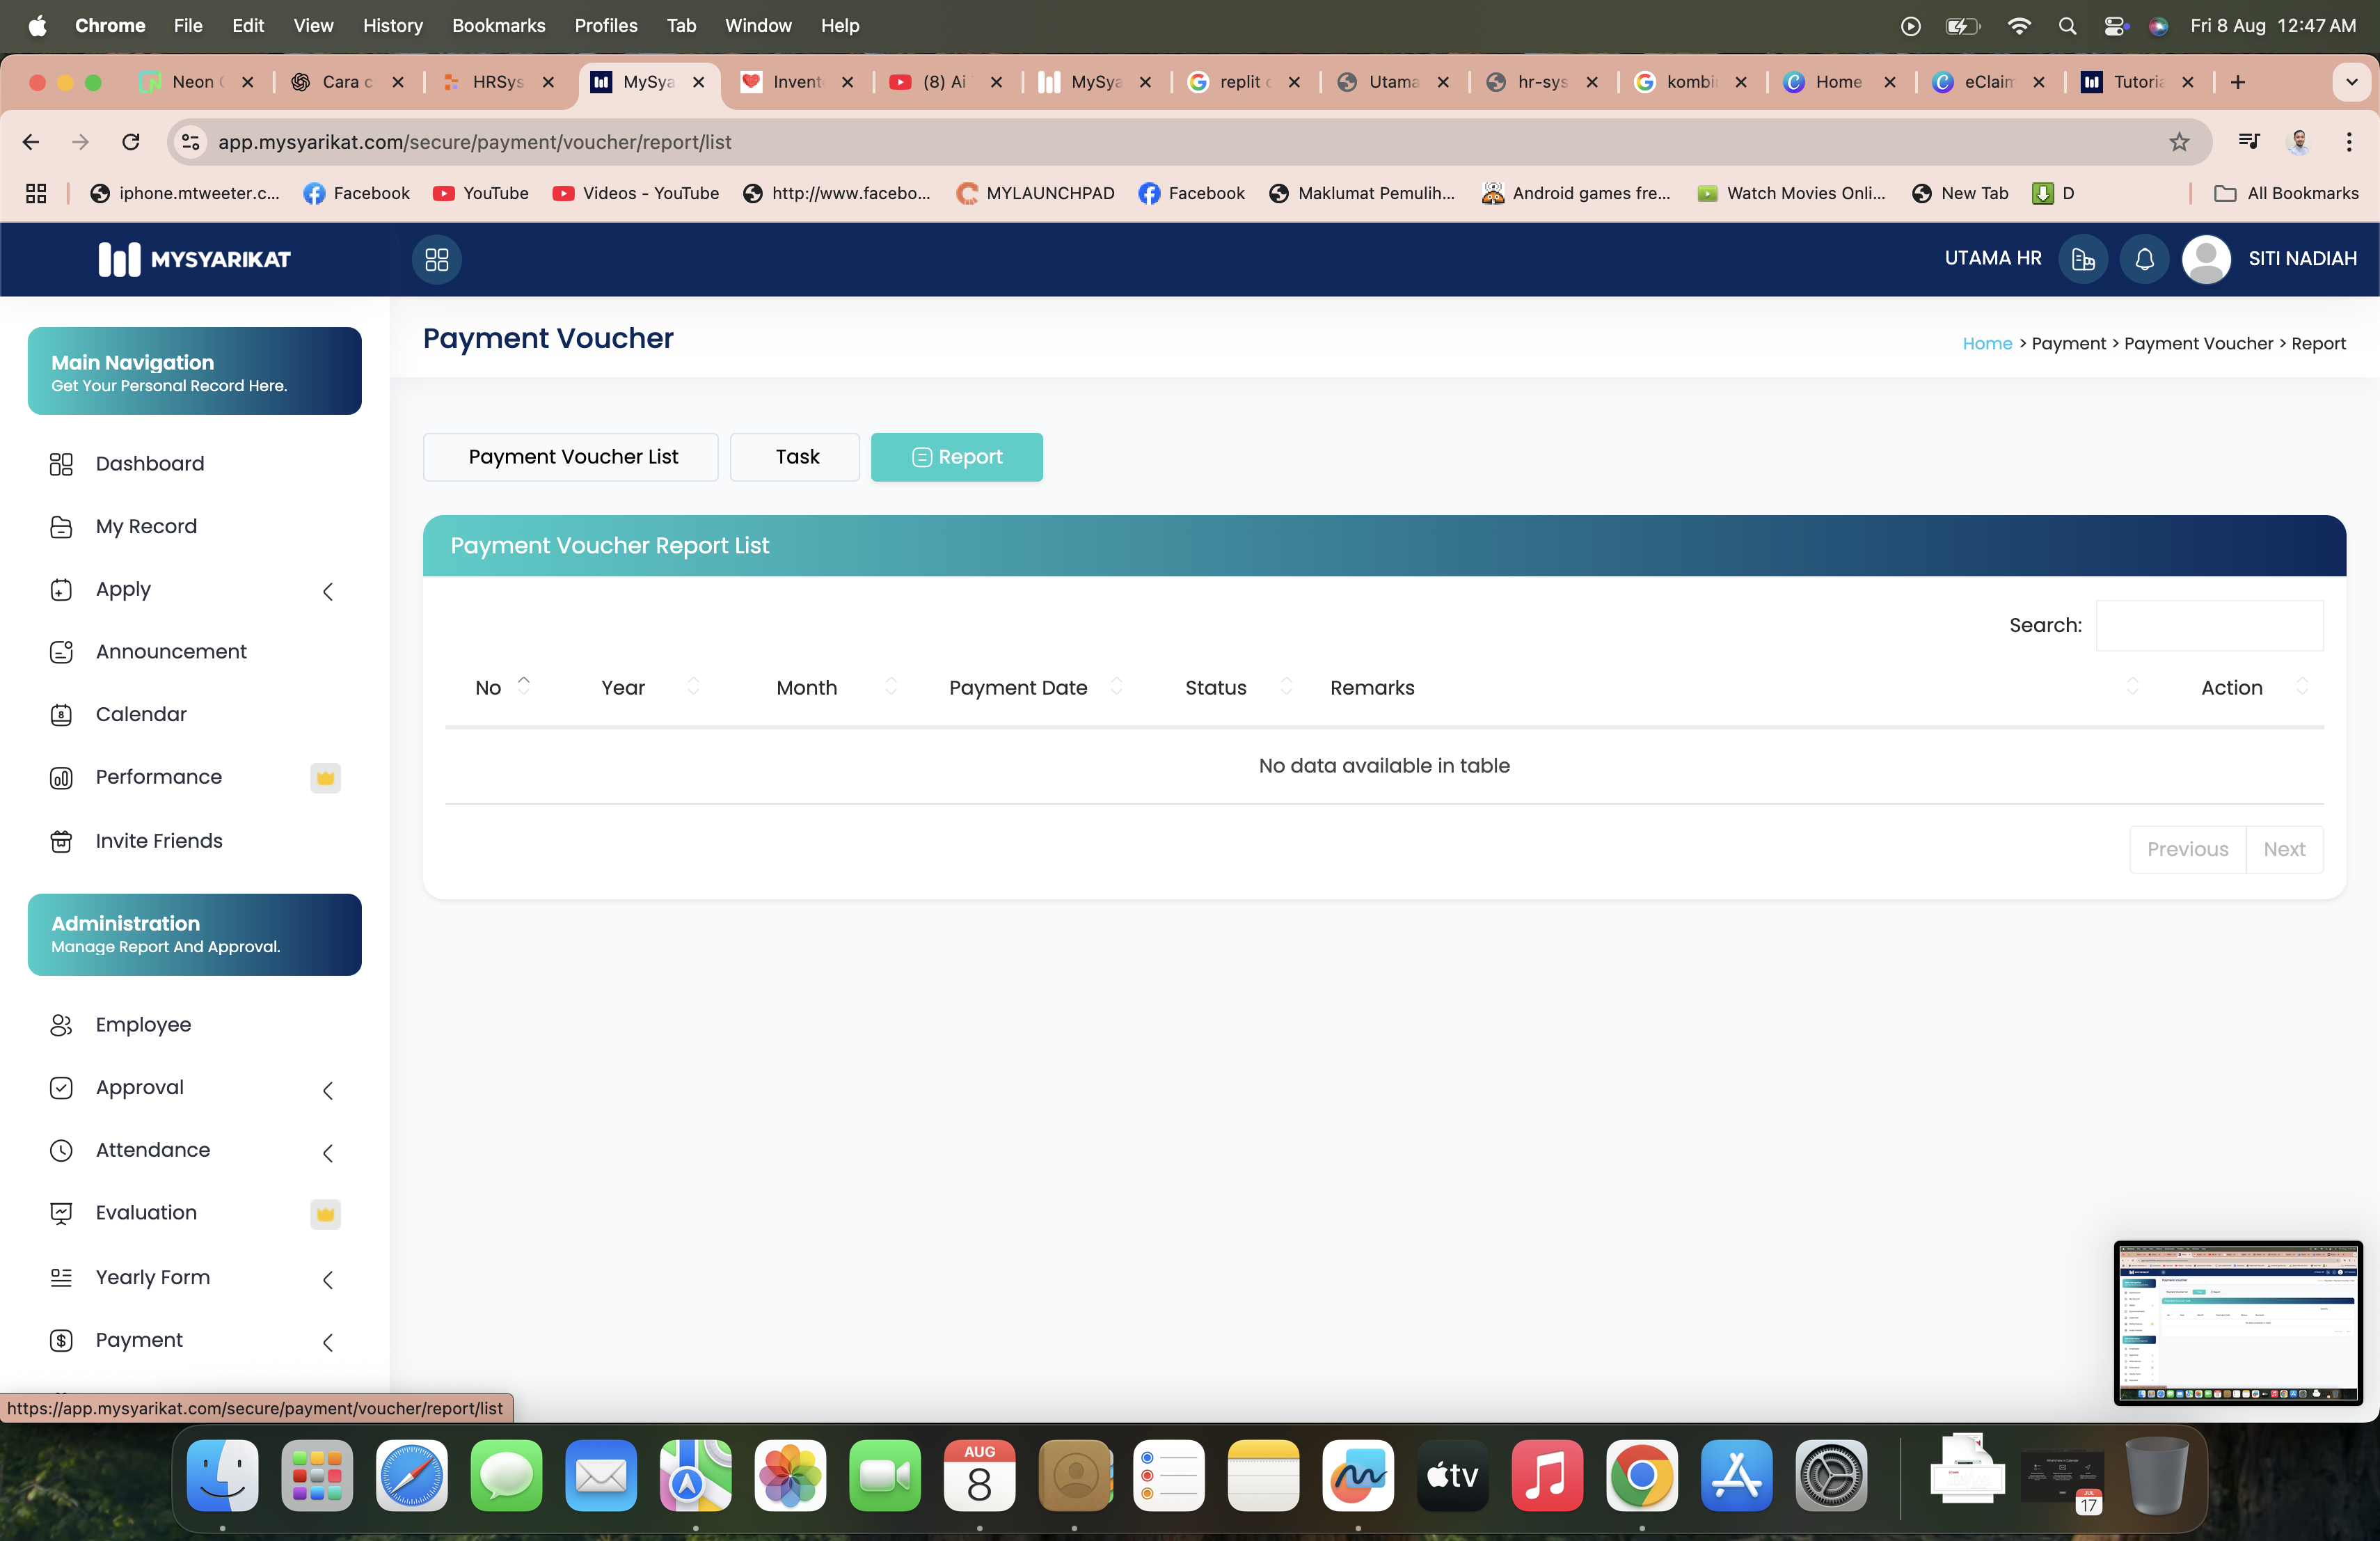 Chrome File Edit View History Bookmarks Profiles Tab Window Help Fri 8 Aug 12:47 AM
Neon Cara c HRSys MySya Invent (8) Ai MySya replit Utama hr-sys kombi Home eClaim Tutoria
app.mysyarikat.com/secure/payment/voucher/report/list
iphone.mtweeter.c... Facebook YouTube Videos - YouTube http://www.facebo... MYLAUNCHPAD Facebook Maklumat Pemulih... Android games fre... Watch Movies Onli... New Tab D All Bookmarks
MYSYARIKAT UTAMA HR SITI NADIAH
Payment Voucher
Home > Payment > Payment Voucher > Report
Main Navigation
Get Your Personal Record Here.
Dashboard
My Record
Apply
Announcement
Calendar
Performance
Invite Friends
Administration
Manage Report And Approval.
Employee
Approval
Attendance
Evaluation
Yearly Form
Payment
Payment Voucher List Task Report
Payment Voucher Report List
Search:
No Year Month Payment Date Status Remarks Action
No data available in table
Previous Next
https://app.mysyarikat.com/secure/payment/voucher/report/list
AUG
8
tv
JUL
17